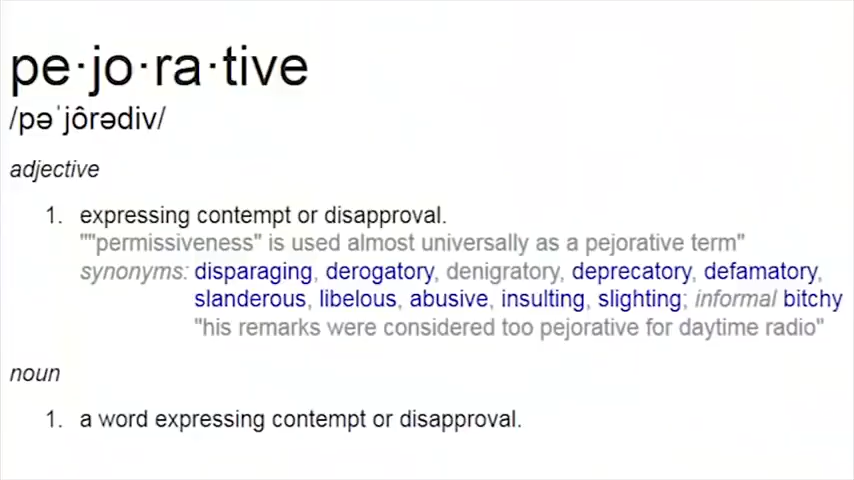 pe·jo·ra·tive
/pəˈjôrədiv/
adjective
1. expressing contempt or disapproval.
""permissiveness" is used almost universally as a pejorative term"
synonyms: disparaging, derogatory, denigratory, deprecatory, defamatory,
slanderous, libelous, abusive, insulting, slighting; informal bitchy
"his remarks were considered too pejorative for daytime radio"
noun
1. a word expressing contempt or disapproval.